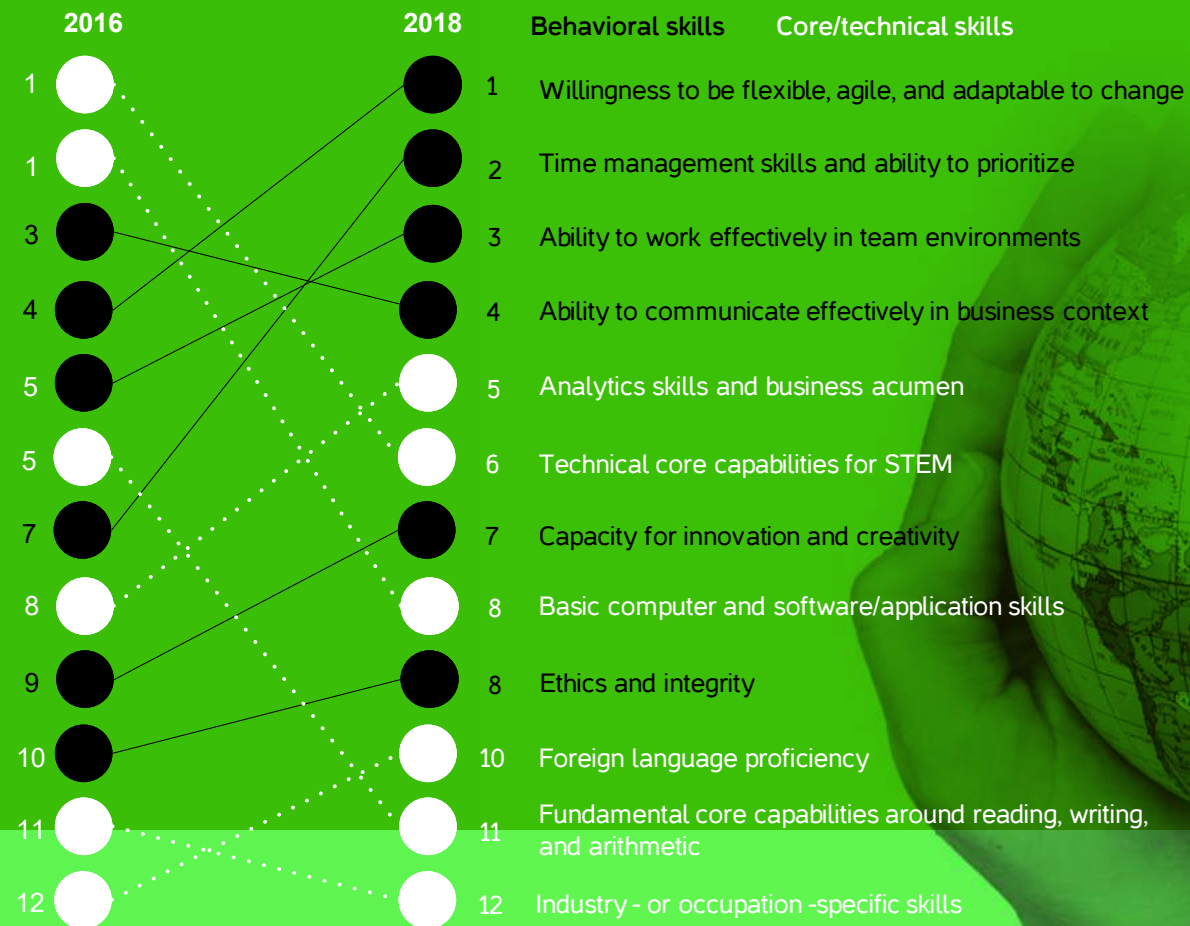 2016 2018 Behavioral skills Core/technical skills
1 1 Willingness to be flexible, agile, and adaptable to change
1 2 Time management skills and ability to prioritize
3 3 Ability to work effectively in team environments
4 4 Ability to communicate effectively in business context
5 5 Analytics skills and business acumen
5 6 Technical core capabilities for STEM
7 7 Capacity for innovation and creativity
8 8 Basic computer and software/application skills
9 8 Ethics and integrity
10 10 Foreign language proficiency
11 11 Fundamental core capabilities around reading, writing,
and arithmetic
12 12 Industry - or occupation -specific skills